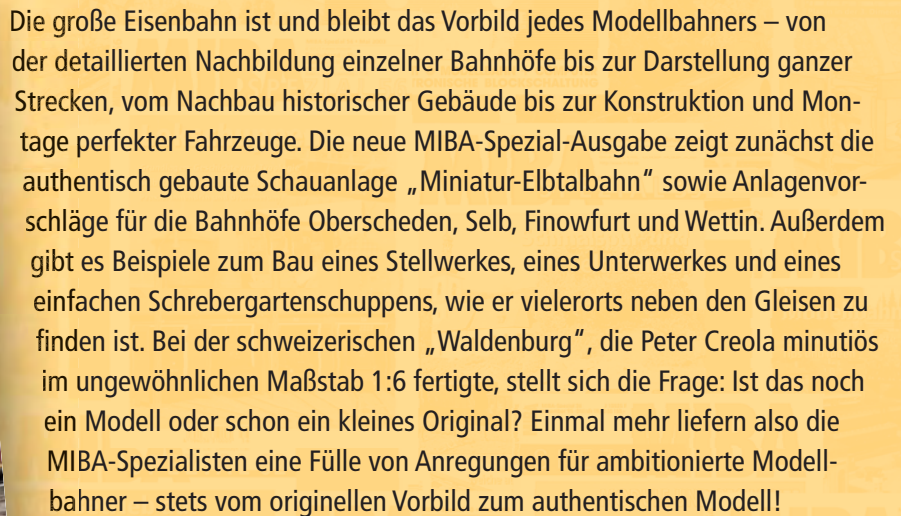 Die große Eisenbahn ist und bleibt das Vorbild jedes Modellbahners – von
der detaillierten Nachbildung einzelner Bahnhöfe bis zur Darstellung ganzer
Strecken, vom Nachbau historischer Gebäude bis zur Konstruktion und Mon-
tage perfekter Fahrzeuge. Die neue MIBA-Spezial-Ausgabe zeigt zunächst die
authentisch gebaute Schauanlage „Miniatur-Elbtalbahn“ sowie Anlagenvor-
schläge für die Bahnhöfe Oberscheden, Selb, Finowfurt und Wettin. Außerdem
gibt es Beispiele zum Bau eines Stellwerkes, eines Unterwerkes und eines
einfachen Schrebergartenschuppens, wie er vielerorts neben den Gleisen zu
finden ist. Bei der schweizerischen „Waldenburg“, die Peter Creola minutiös
im ungewöhnlichen Maßstab 1:6 fertigte, stellt sich die Frage: Ist das noch
ein Modell oder schon ein kleines Original? Einmal mehr liefern also die
MIBA-Spezialisten eine Fülle von Anregungen für ambitionierte Modell-
bahner – stets vom originellen Vorbild zum authentischen Modell!